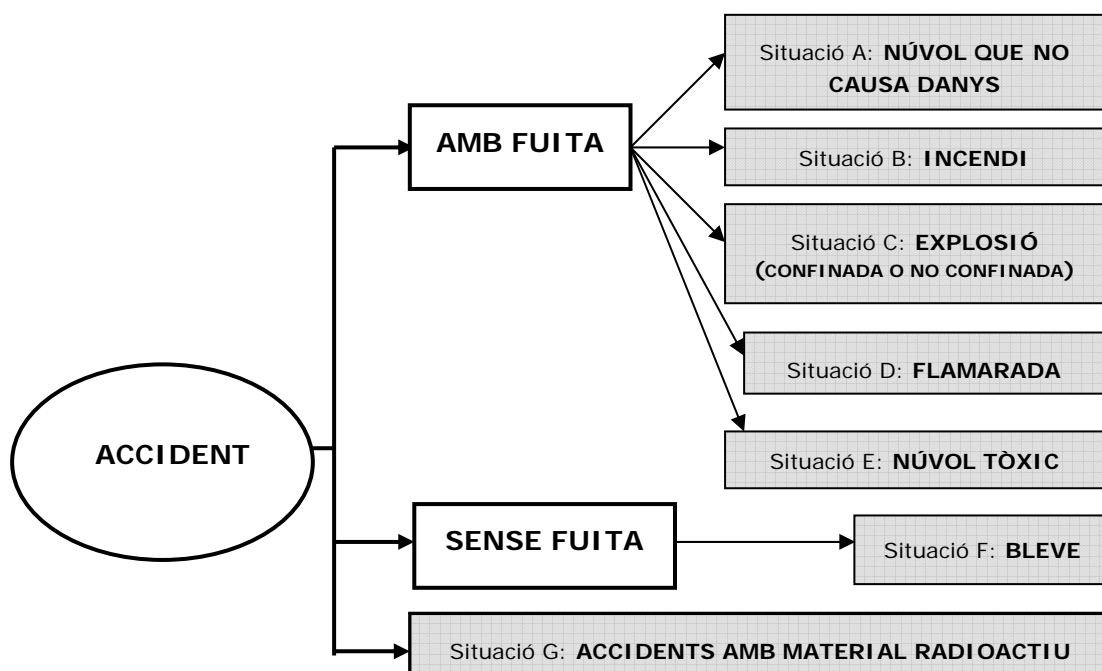 Situació A: NÚVOL QUE NO
CAUSA DANYS
AMB FUITA
Situació B: INCENDI
Situació C: EXPLOSIÓ
(CONFINADA O NO CONFINADA)
Situació D: FLAMARADA
ACCIDENT
Situació E: NÚVOL TÒXIC
SENSE FUITA
Situació F: BLEVE
Situació G: ACCIDENTS AMB MATERIAL RADIOACTIU